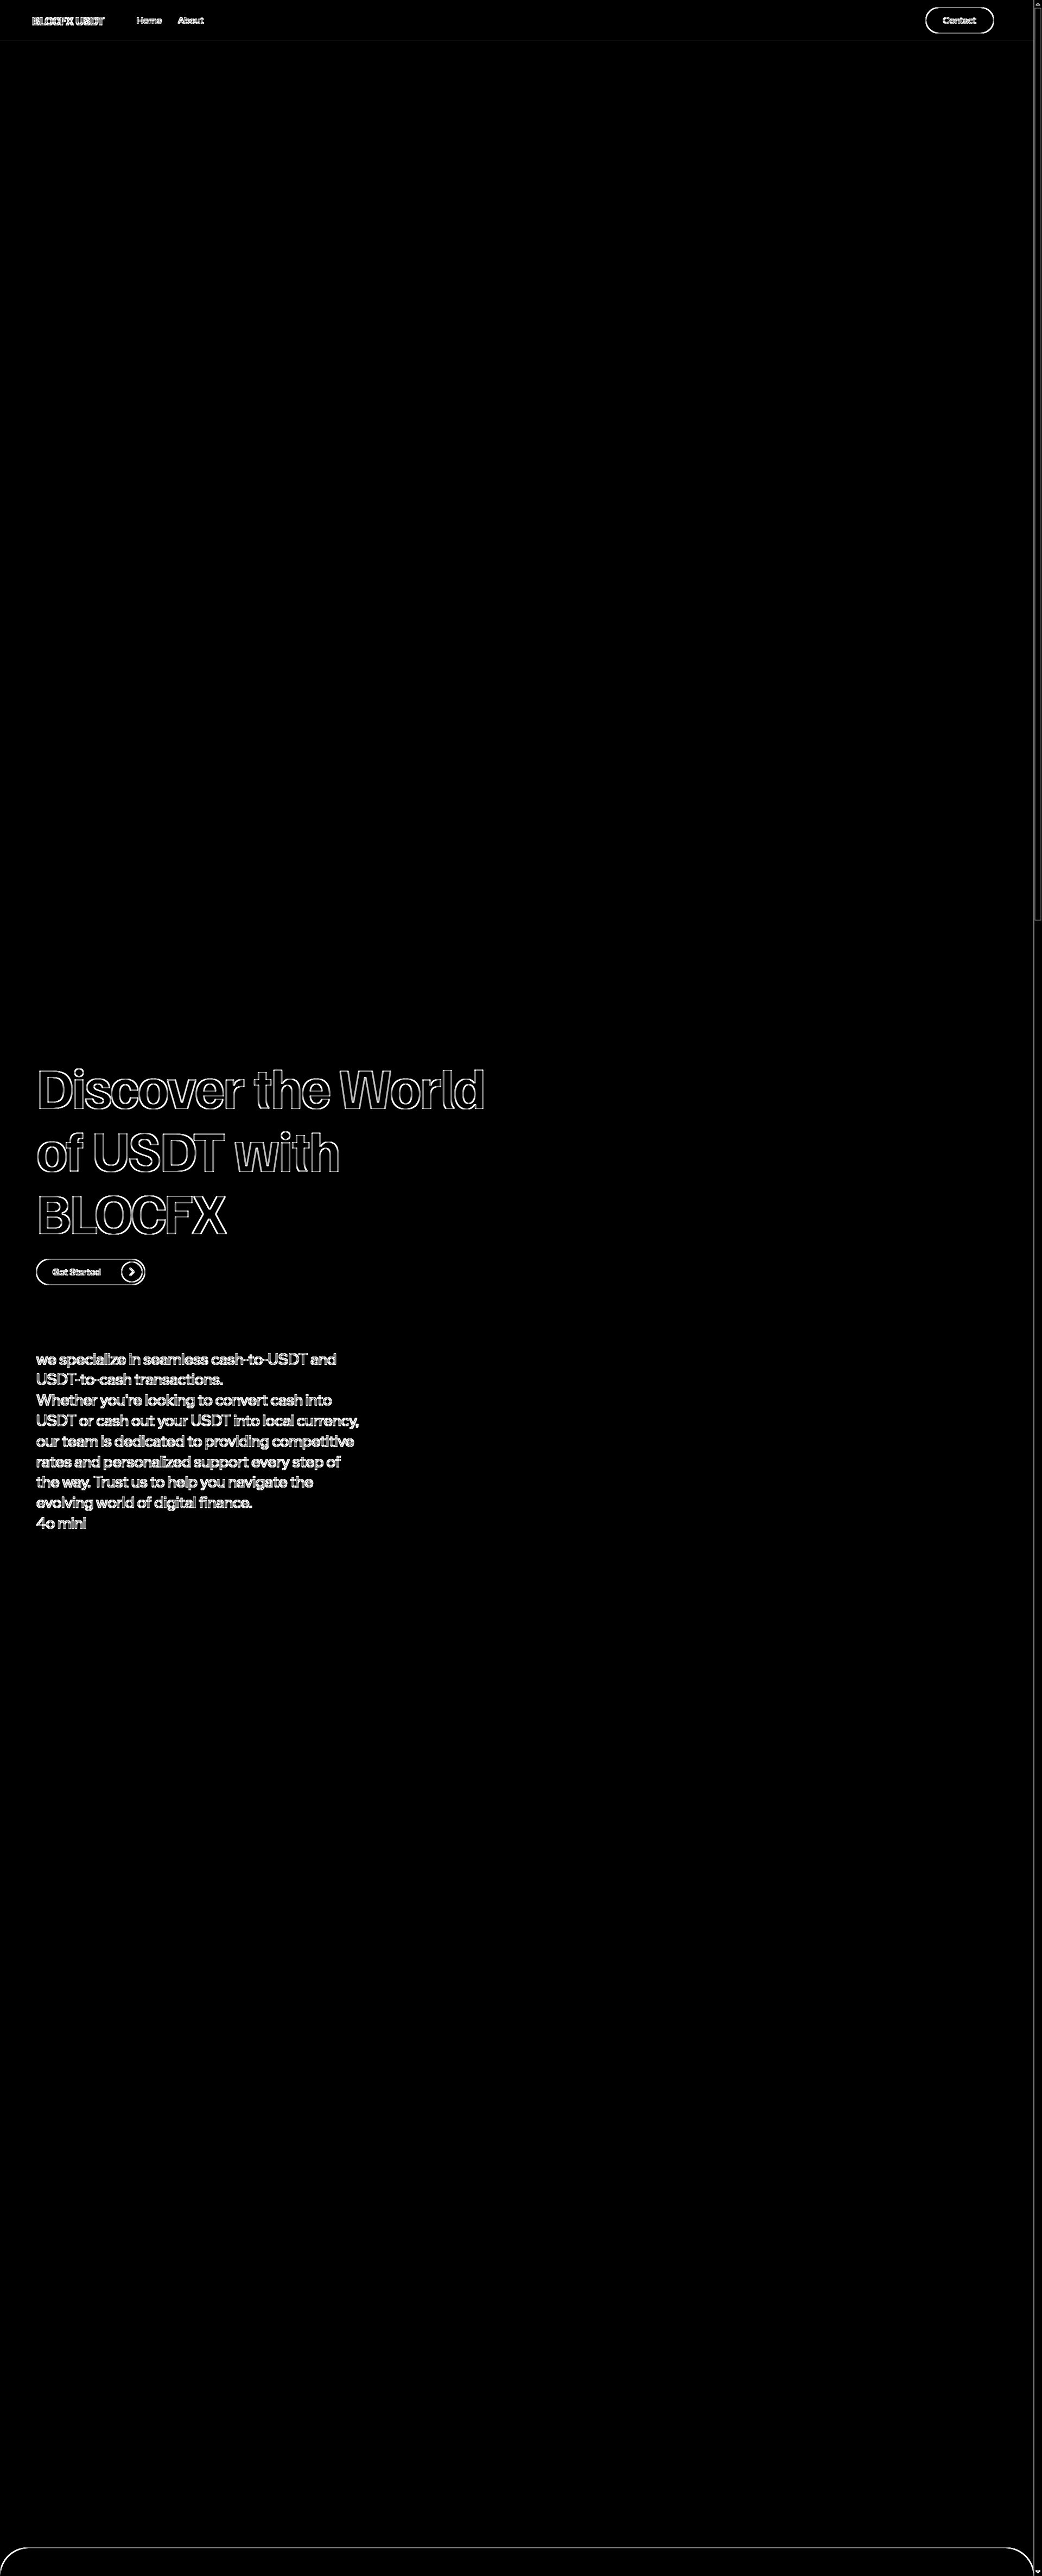 BLOCFX USDT
Home
About
Contact
Discover the World
of USDT with
BLOCFX
Get Started
we specialize in seamless cash-to-USDT and
USDT-to-cash transactions.
Whether you're looking to convert cash into
USDT or cash out your USDT into local currency,
our team is dedicated to providing competitive
rates and personalized support every step of
the way. Trust us to help you navigate the
evolving world of digital finance.
4o mini